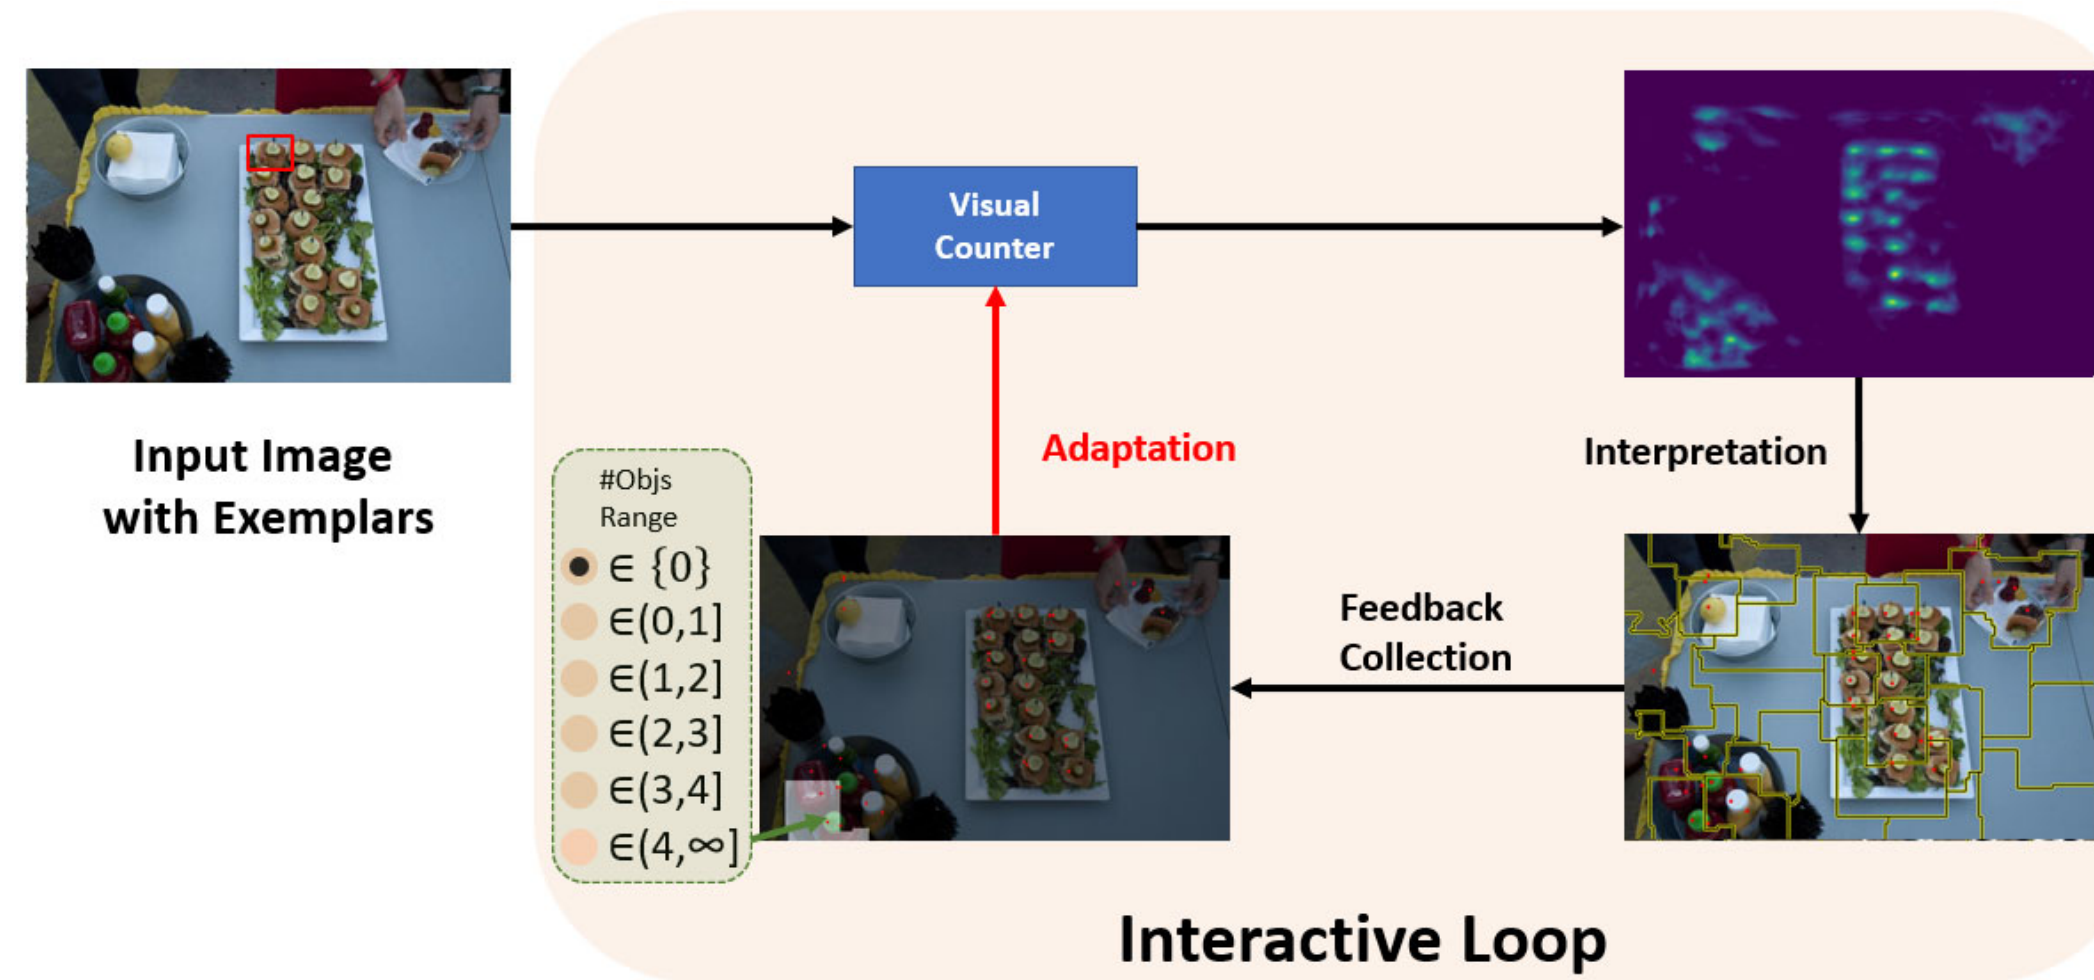 Visual
Counter
Input Image
with Exemplars
Adaptation
Interpretation
#Objs
Range
∈ {0}
∈(0,1]
∈(1,2]
∈(2,3]
∈(3,4]
∈(4,∞]
Feedback
Collection
Interactive Loop